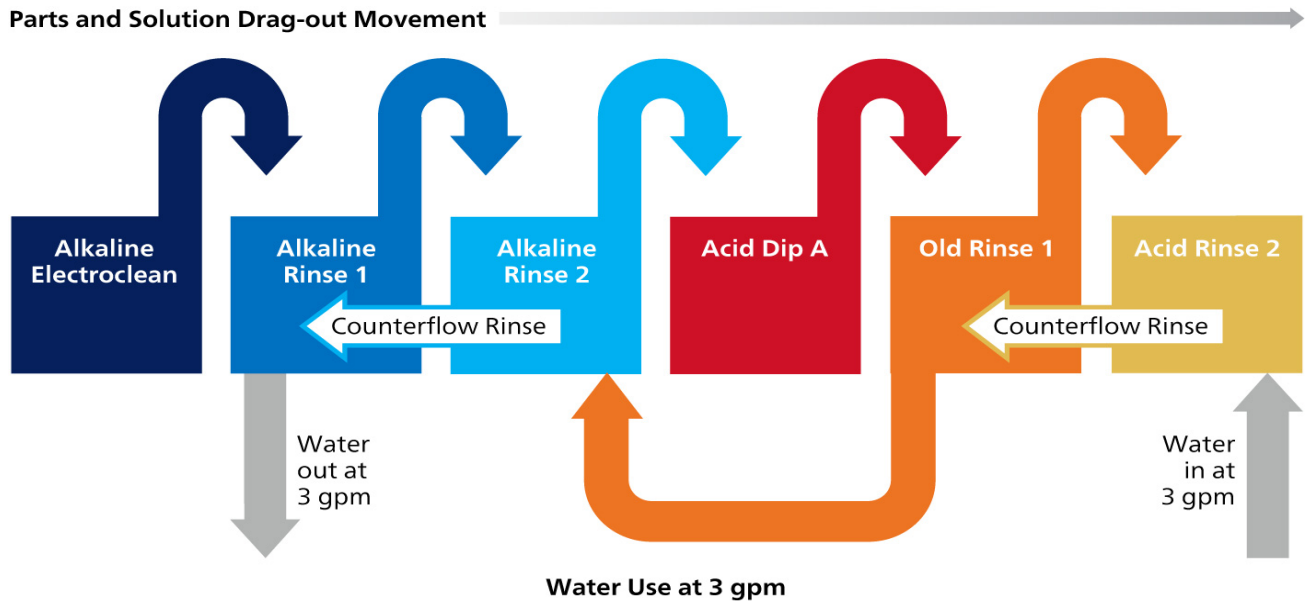 Parts and Solution Drag-out Movement
Alkaline
Electroclean
Alkaline
Rinse 1
Alkaline
Rinse 2
Acid Dip A
Old Rinse 1
Acid Rinse 2
Counterflow Rinse
Counterflow Rinse
Water
out at
3 gpm
Water
in at
3 gpm
Water Use at 3 gpm